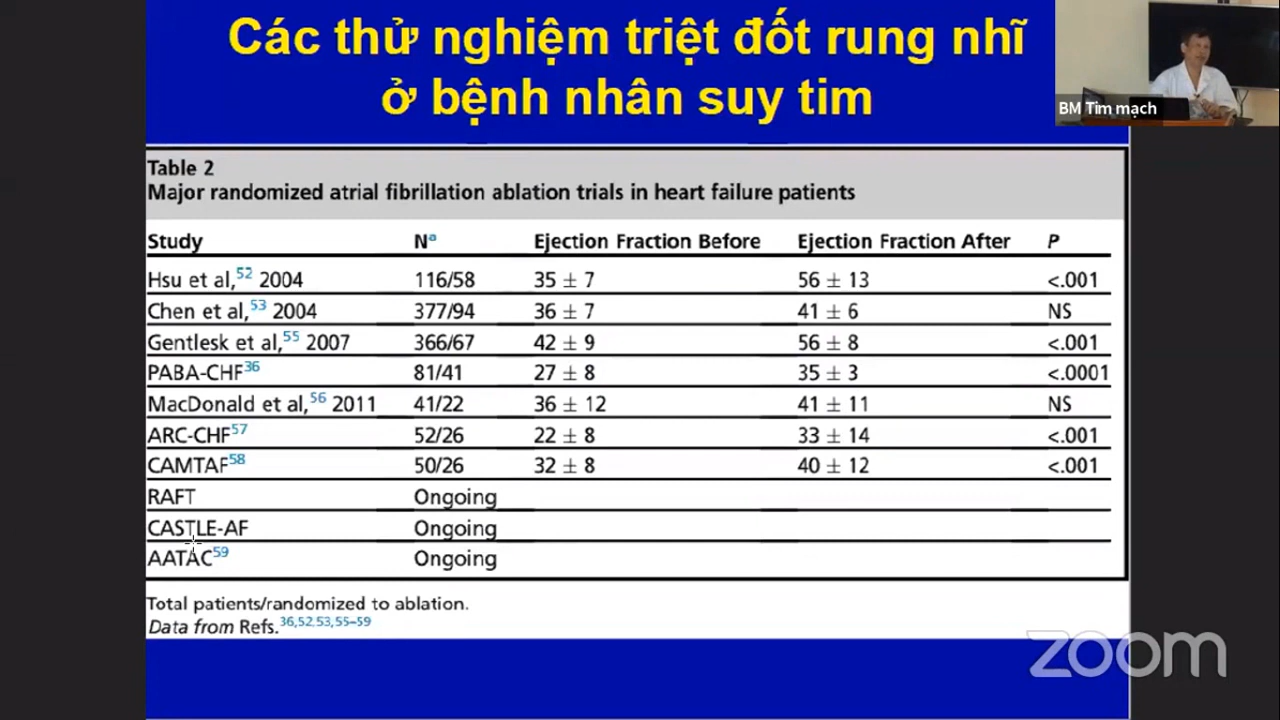 Các thử nghiệm triệt đốt rung nhĩ
ở bệnh nhân suy tim
BM Tim mạch
Table 2
Major randomized atrial fibrillation ablation trials in heart failure patients
Study Nᵃ Ejection Fraction Before Ejection Fraction After P
Hsu et al,52 2004 116/58 35 ± 7 56 ± 13 <.001
Chen et al,53 2004 377/94 36 ± 7 41 ± 6 NS
Gentlesk et al,55 2007 366/67 42 ± 9 56 ± 8 <.001
PABA-CHF36 81/41 27 ± 8 35 ± 3 <.0001
MacDonald et al,56 2011 41/22 36 ± 12 41 ± 11 NS
ARC-CHF57 52/26 22 ± 8 33 ± 14 <.001
CAMTAF58 50/26 32 ± 8 40 ± 12 <.001
RAFT Ongoing
CASTLE-AF Ongoing
AATAC59 Ongoing
Total patients/randomized to ablation.
Data from Refs.36,52,53,55–59
zoom